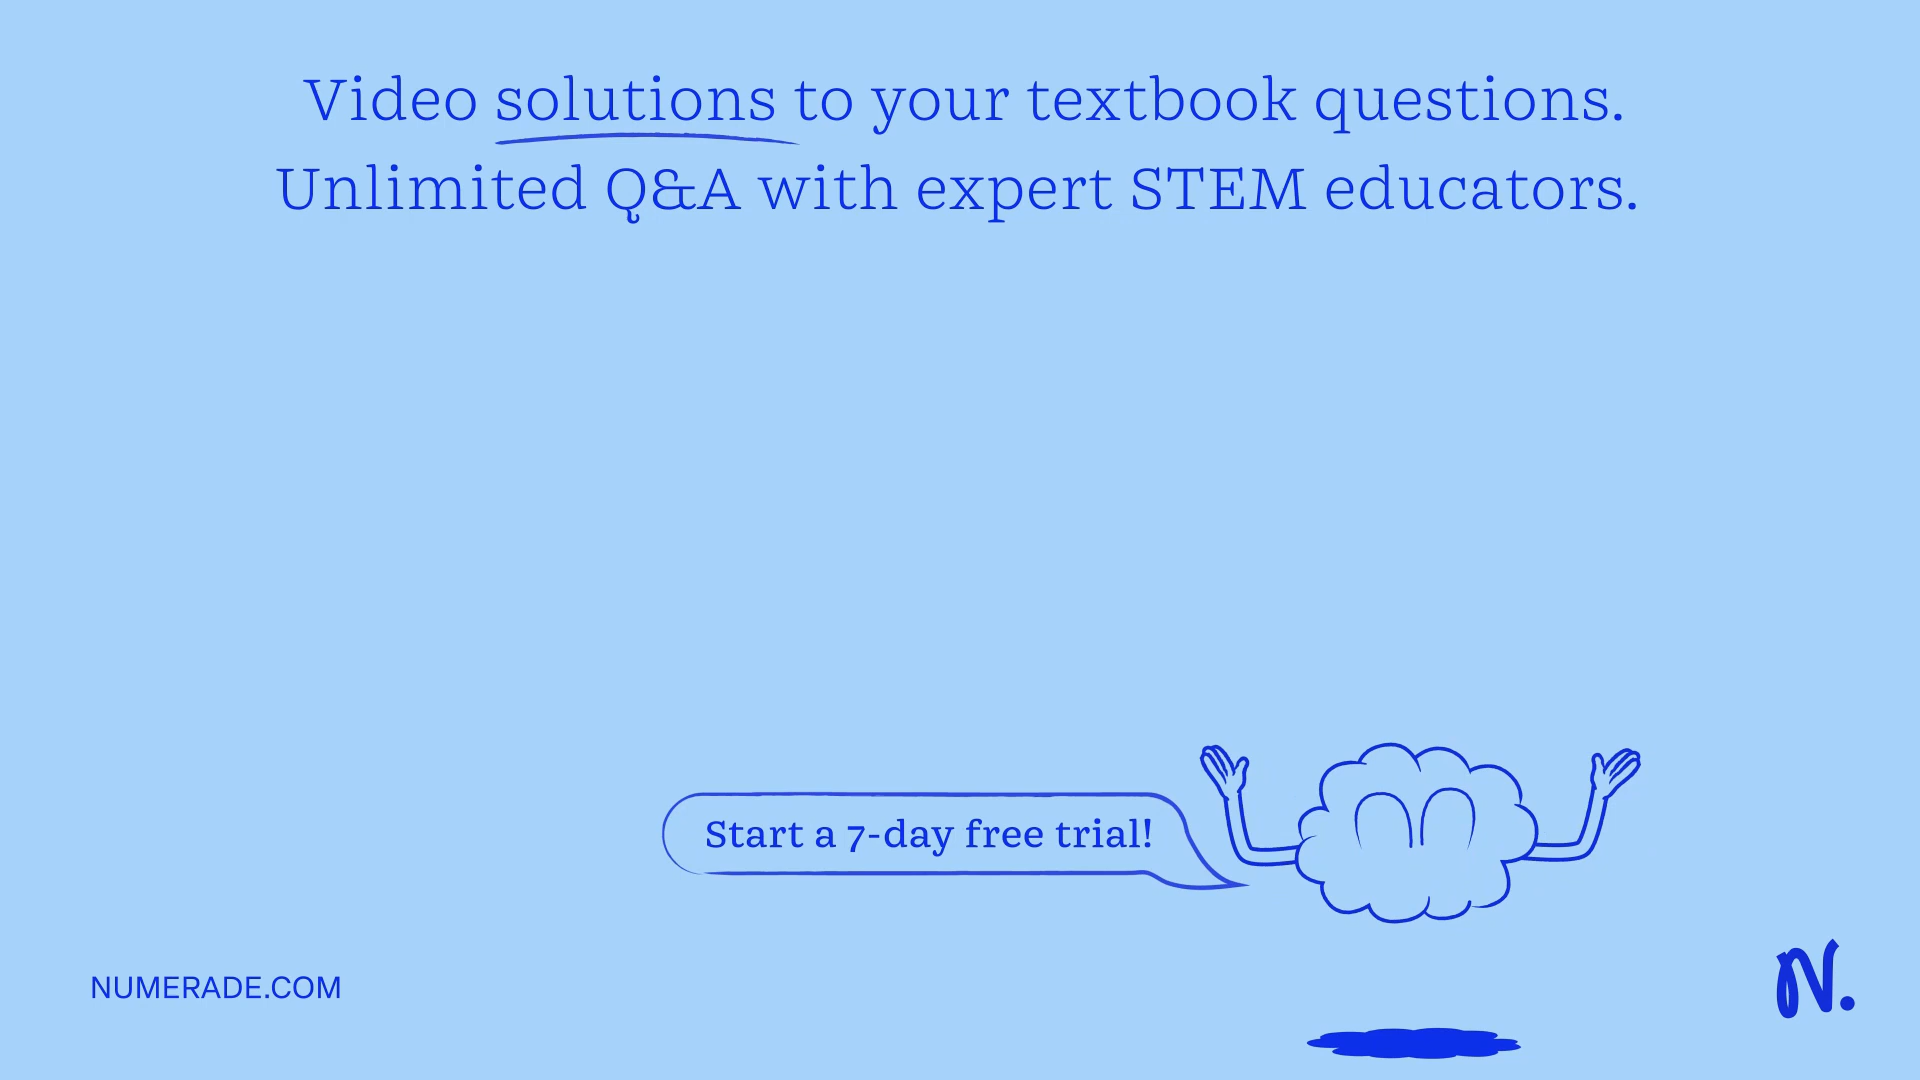 Video solutions to your textbook questions.
Unlimited Q&A with expert STEM educators.
Start a 7-day free trial!
NUMERADE.COM
N.